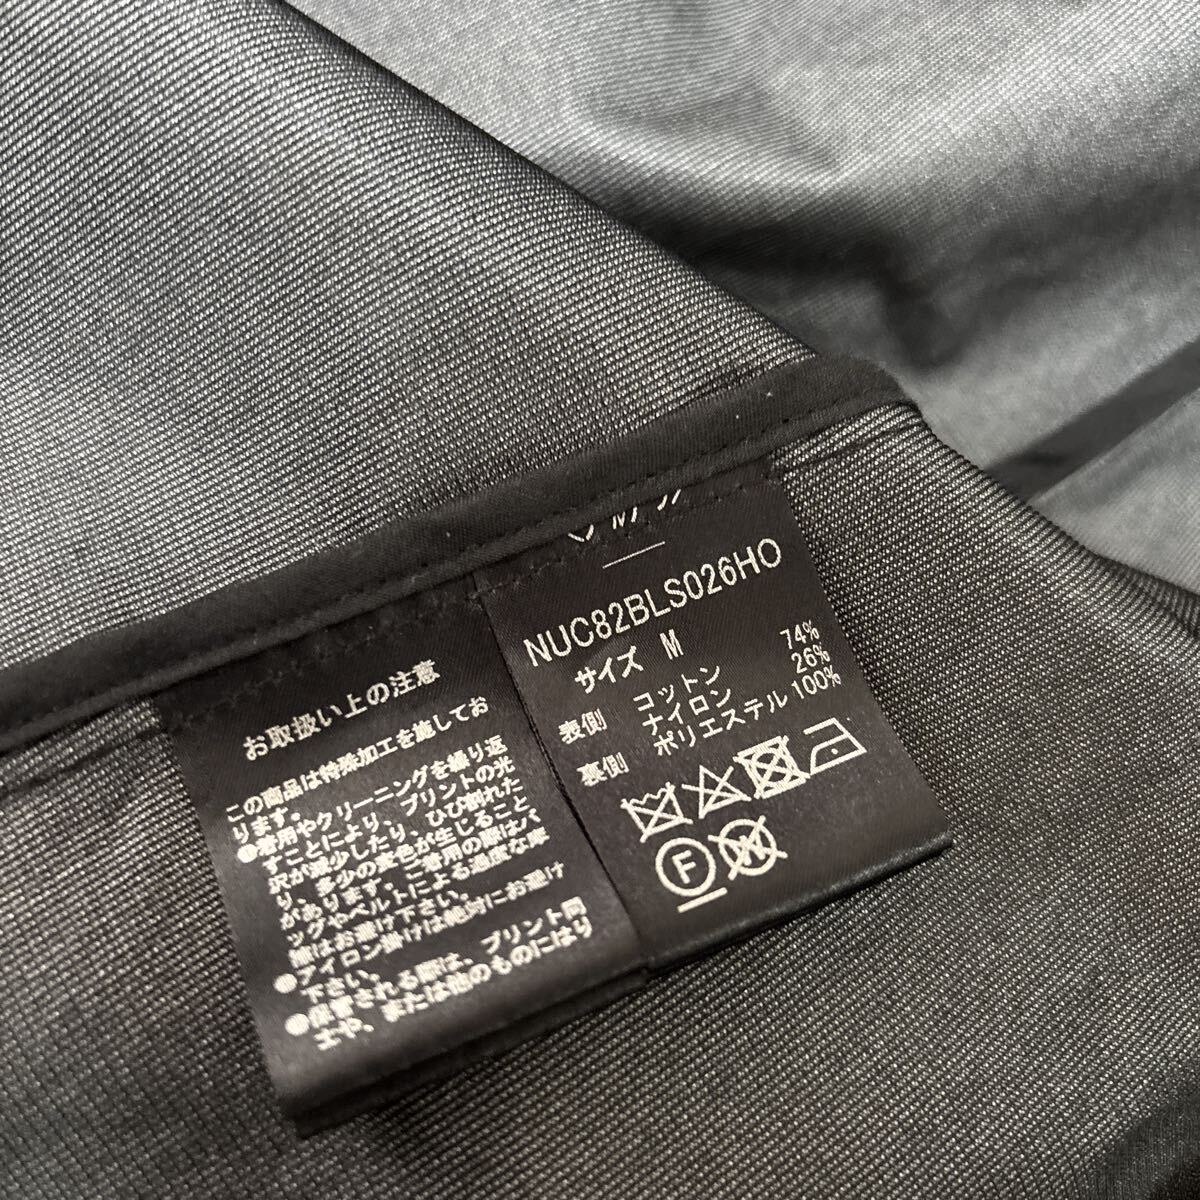 お取扱い上の注意
この商品は特殊加工を施してお
ります。
●着用やクリーニングを繰り返
すことにより、プリントの光
沢が減少したり、ひび割れた
り、多少の変色が生じること
があります。ご着用の際はバ
ッグやベルトによる過度な摩
擦はお避け下さい。
●アイロン掛けは絶対にお避け
下さい。
●保管される際は、プリント同
士や、または他のものにはり
NUC82BLS026HO
サイズ M
表側 コットン 74%
ナイロン 26%
裏側 ポリエステル 100%
F
W